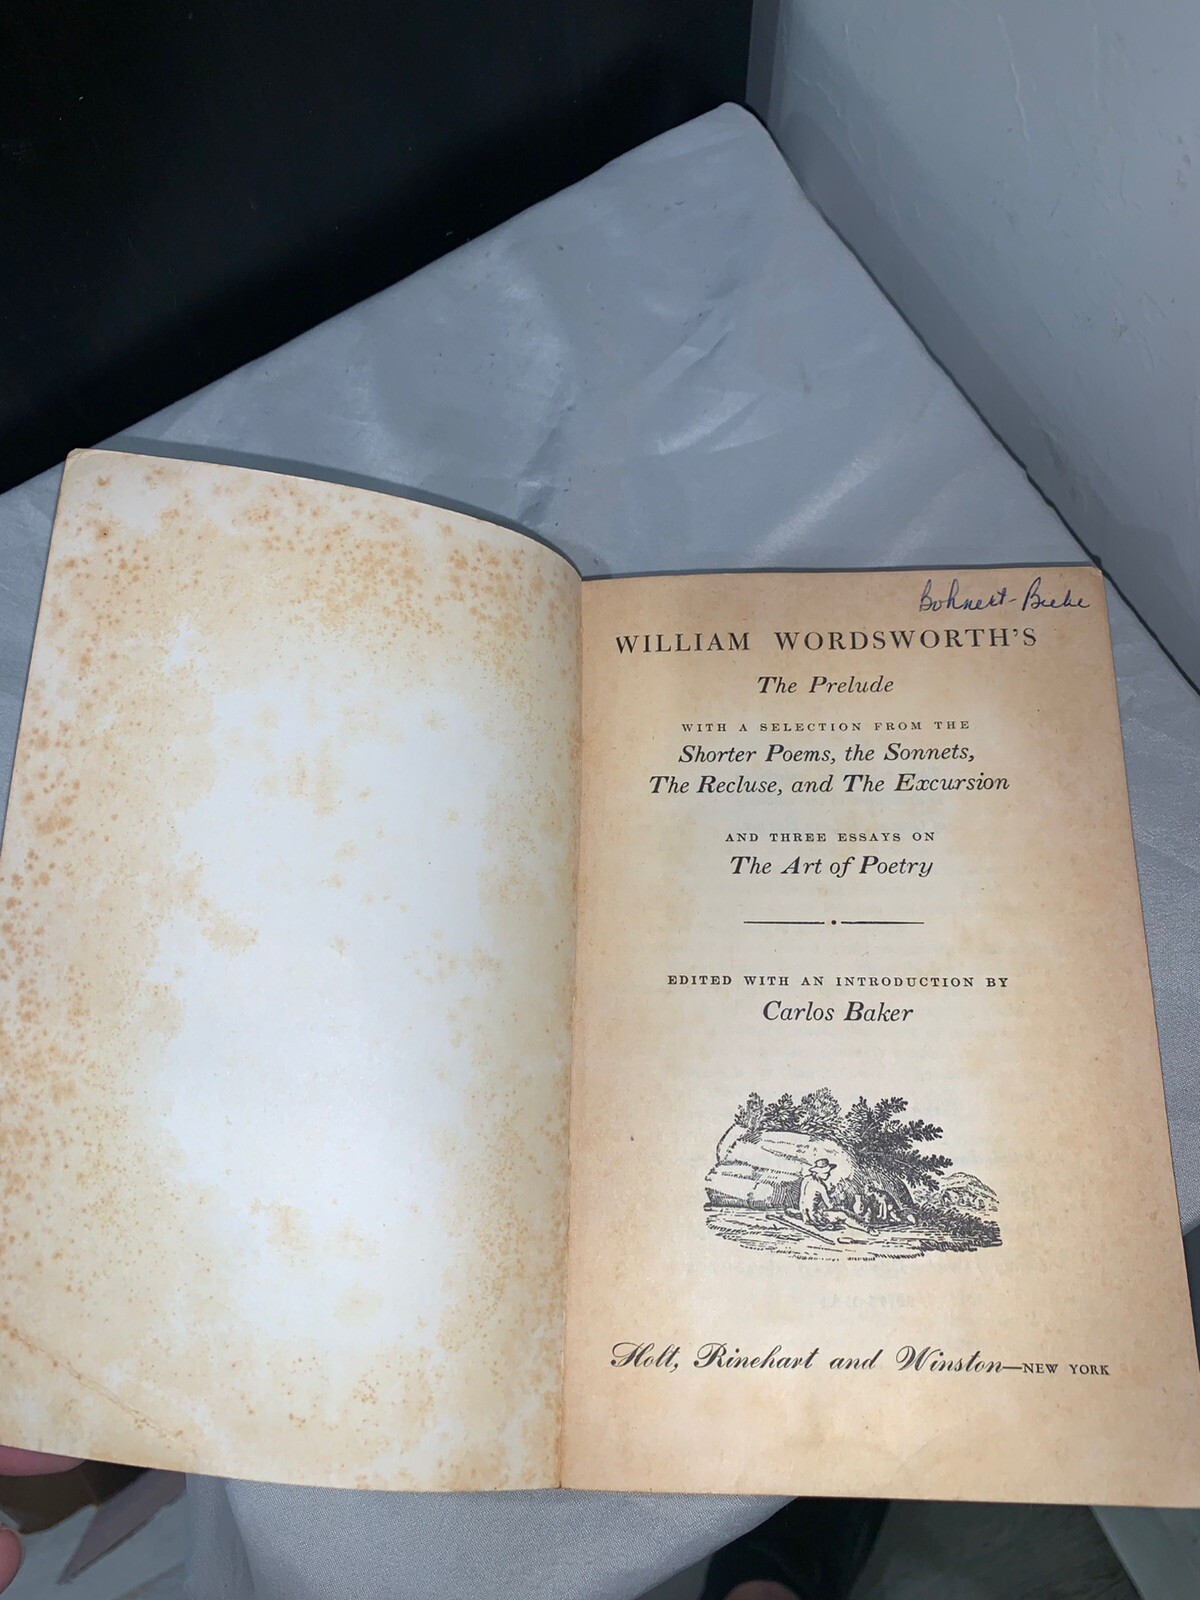 Bohnert-Biebe
WILLIAM WORDSWORTH'S
The Prelude
WITH A SELECTION FROM THE
Shorter Poems, the Sonnets,
The Recluse, and The Excursion
AND THREE ESSAYS ON
The Art of Poetry
EDITED WITH AN INTRODUCTION BY
Carlos Baker
Holt, Rinehart and Winston—NEW YORK